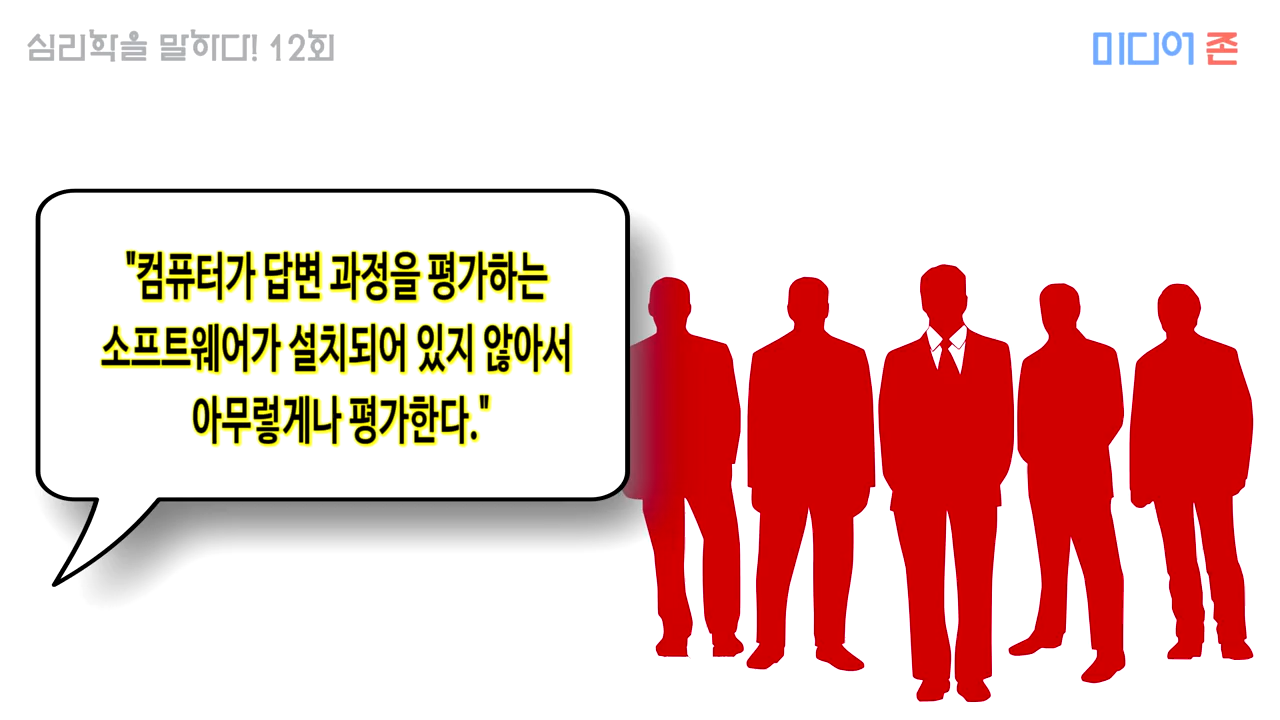 심리학을 말하다! 12회
미디어 존
"컴퓨터가 답변 과정을 평가하는
소프트웨어가 설치되어 있지 않아서
아무렇게나 평가한다."